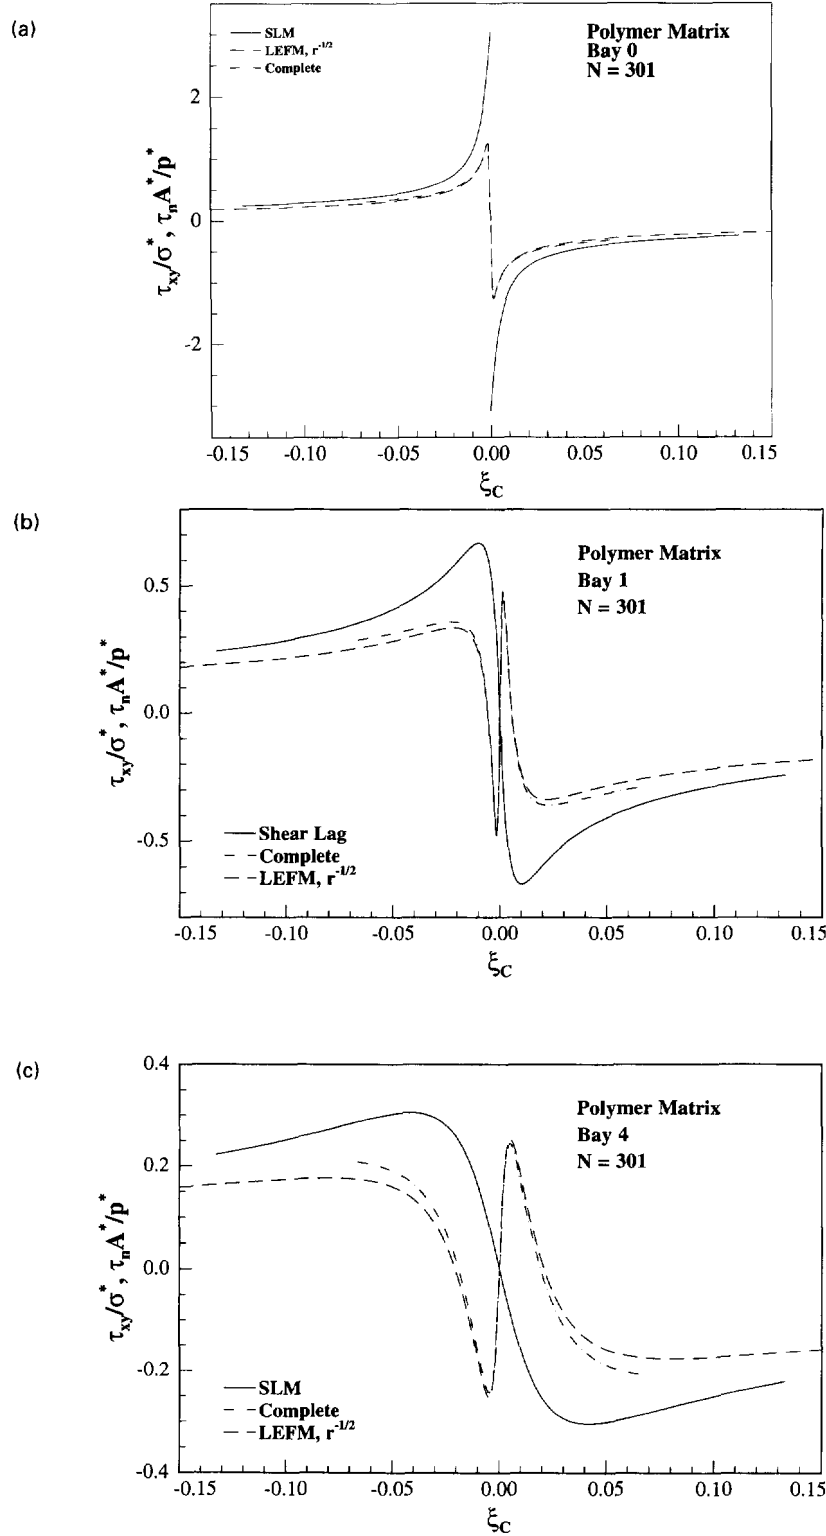 (a)
SLM
LEFM, r^-1/2
Complete
Polymer Matrix
Bay 0
N = 301
2
0
-2
τxy/σ*, τnA*/p*
-0.15 -0.10 -0.05 0.00 0.05 0.10 0.15
ξC
(b)
Polymer Matrix
Bay 1
N = 301
0.5
0.0
-0.5
τxy/σ*, τnA*/p*
Shear Lag
Complete
LEFM, r^-1/2
-0.15 -0.10 -0.05 0.00 0.05 0.10 0.15
ξC
(c)
Polymer Matrix
Bay 4
N = 301
0.4
0.2
0.0
-0.2
-0.4
τxy/σ*, τnA*/p*
SLM
Complete
LEFM, r^-1/2
-0.15 -0.10 -0.05 0.00 0.05 0.10 0.15
ξC